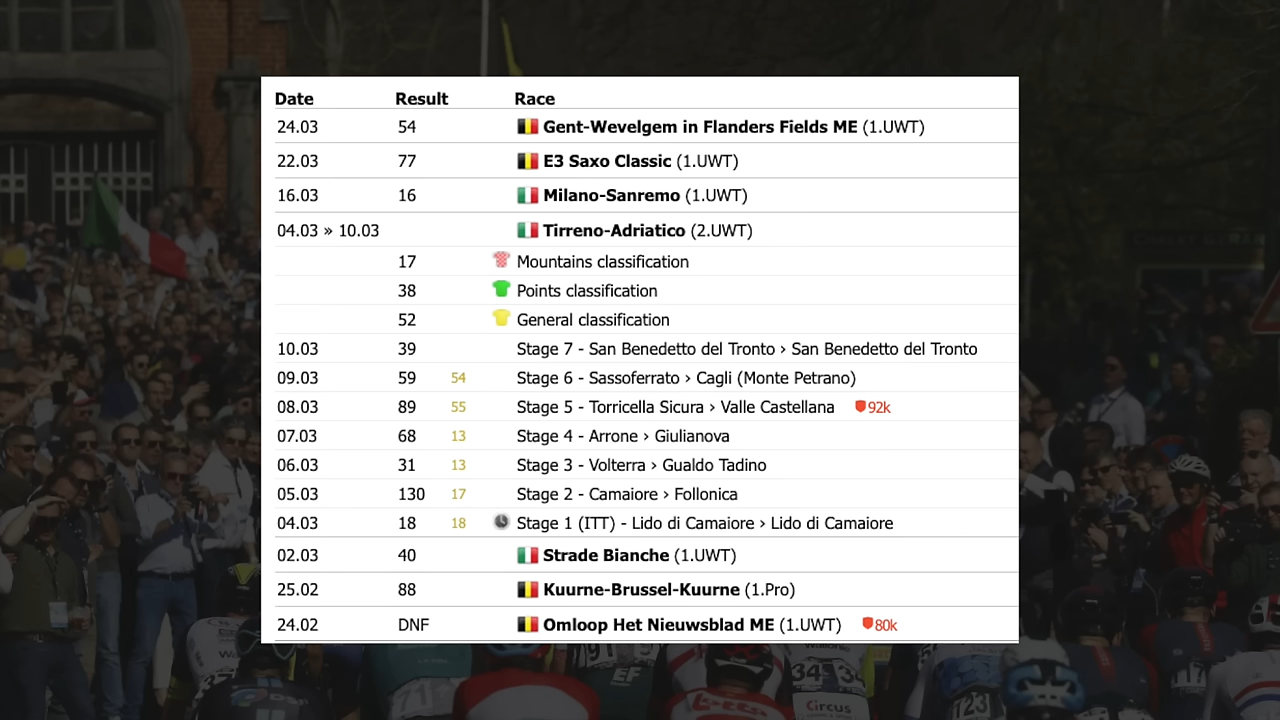 Date Result Race
24.03 54 Gent-Wevelgem in Flanders Fields ME (1.UWT)
22.03 77 E3 Saxo Classic (1.UWT)
16.03 16 Milano-Sanremo (1.UWT)
04.03 » 10.03 Tirreno-Adriatico (2.UWT)
17 Mountains classification
38 Points classification
52 General classification
10.03 39 Stage 7 - San Benedetto del Tronto › San Benedetto del Tronto
09.03 59 54 Stage 6 - Sassoferrato › Cagli (Monte Petrano)
08.03 89 55 Stage 5 - Torricella Sicura › Valle Castellana 92k
07.03 68 13 Stage 4 - Arrone › Giulianova
06.03 31 13 Stage 3 - Volterra › Gualdo Tadino
05.03 130 17 Stage 2 - Camaiore › Follonica
04.03 18 18 Stage 1 (ITT) - Lido di Camaiore › Lido di Camaiore
02.03 40 Strade Bianche (1.UWT)
25.02 88 Kuurne-Brussel-Kuurne (1.Pro)
24.02 DNF Omloop Het Nieuwsblad ME (1.UWT) 80k
EF
34 34
Circus
123